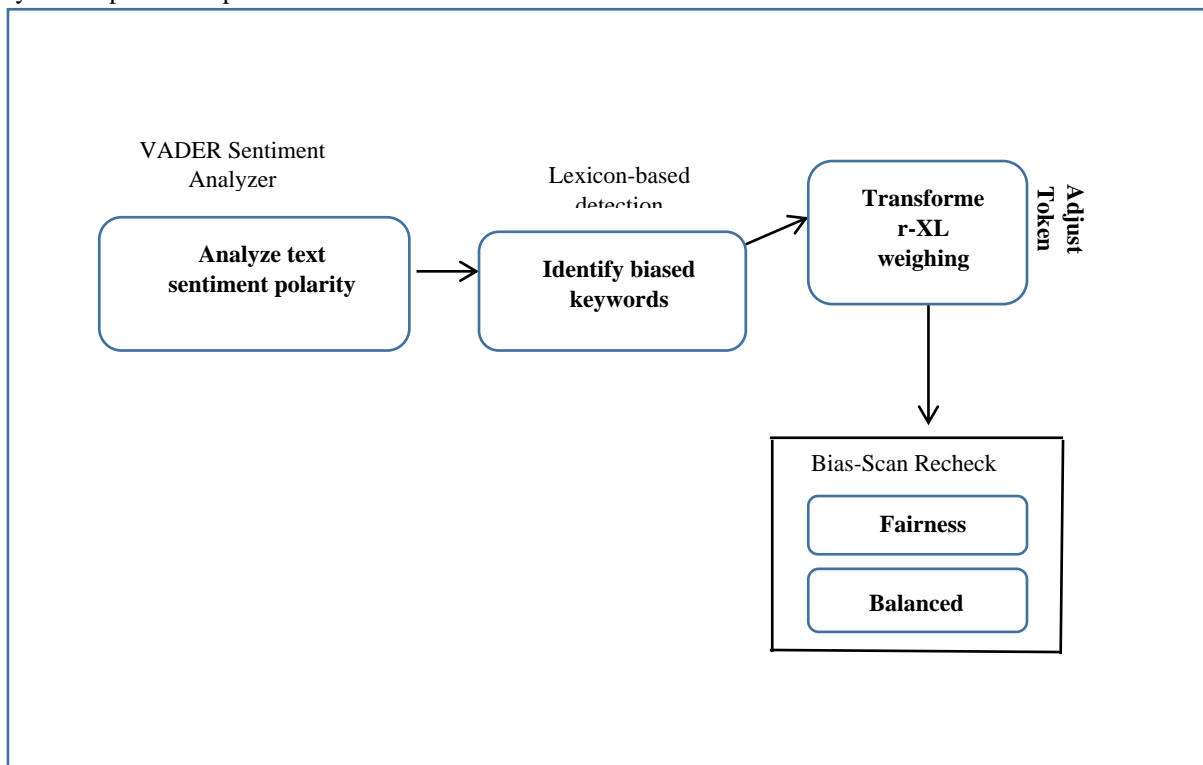 VADER Sentiment
Analyzer
Analyze text
sentiment polarity
Lexicon-based
detection
Identify biased
keywords
Transforme
r-XL
weighing
Adjust
Token
Bias-Scan Recheck
Fairness
Balanced